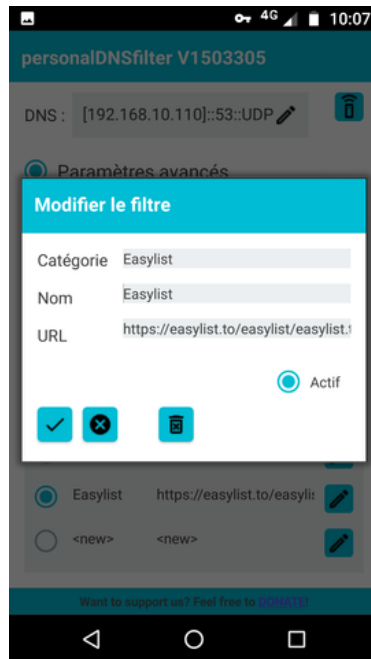 4G 10:07
personalDNSfilter V1503305
DNS : [192.168.10.110]::53::UDP
Paramètres avancés
Modifier le filtre
Catégorie Easylist
Nom Easylist
URL https://easylist.to/easylist/easylist.t
Actif
Easylist https://easylist.to/easylis
<new> <new>
Want to support us? Feel free to DONATE!